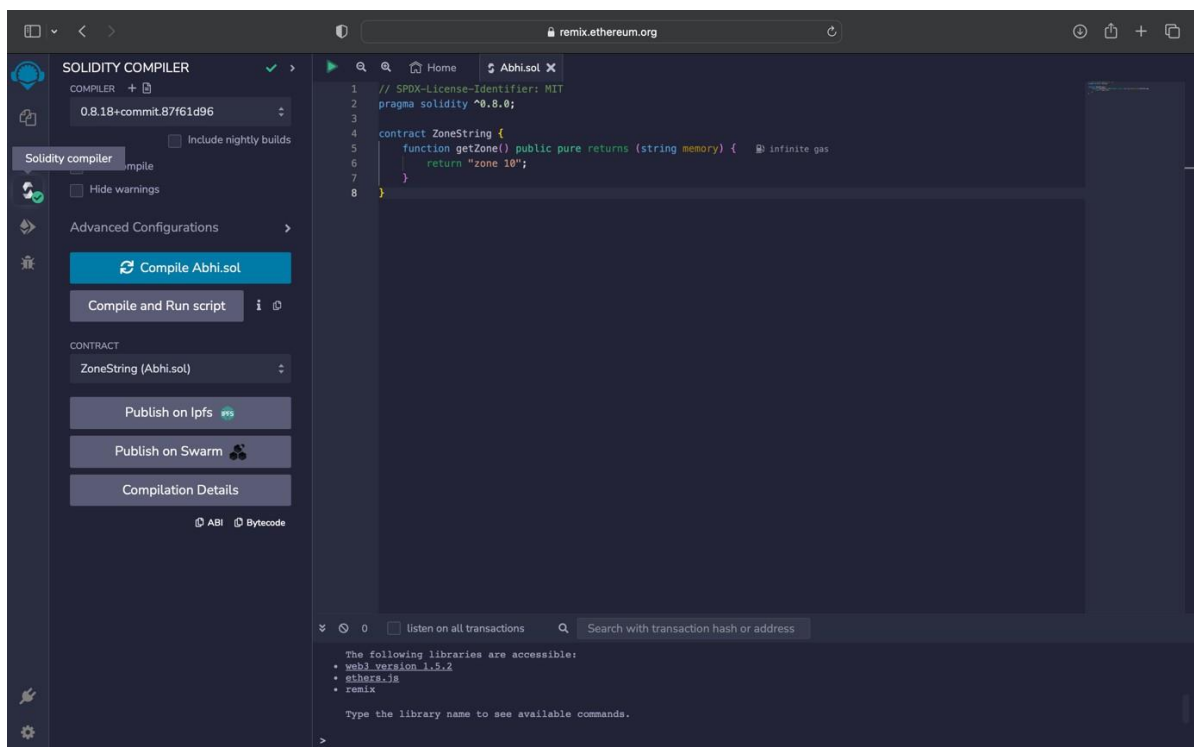 remix.ethereum.org
SOLIDITY COMPILER
COMPILER
0.8.18+commit.87f61d96
Include nightly builds
Solidity compiler
mpile
Hide warnings
Advanced Configurations
Compile Abhi.sol
Compile and Run script
CONTRACT
ZoneString (Abhi.sol)
Publish on Ipfs
IPFS
Publish on Swarm
Compilation Details
ABI Bytecode
Home Abhi.sol
1 // SPDX-License-Identifier: MIT
2 pragma solidity ^0.8.0;
3
4 contract ZoneString {
5 function getZone() public pure returns (string memory) { infinite gas
6 return "zone 10";
7 }
8 }
0 listen on all transactions Search with transaction hash or address
The following libraries are accessible:
• web3 version 1.5.2
• ethers.js
• remix
Type the library name to see available commands.
>